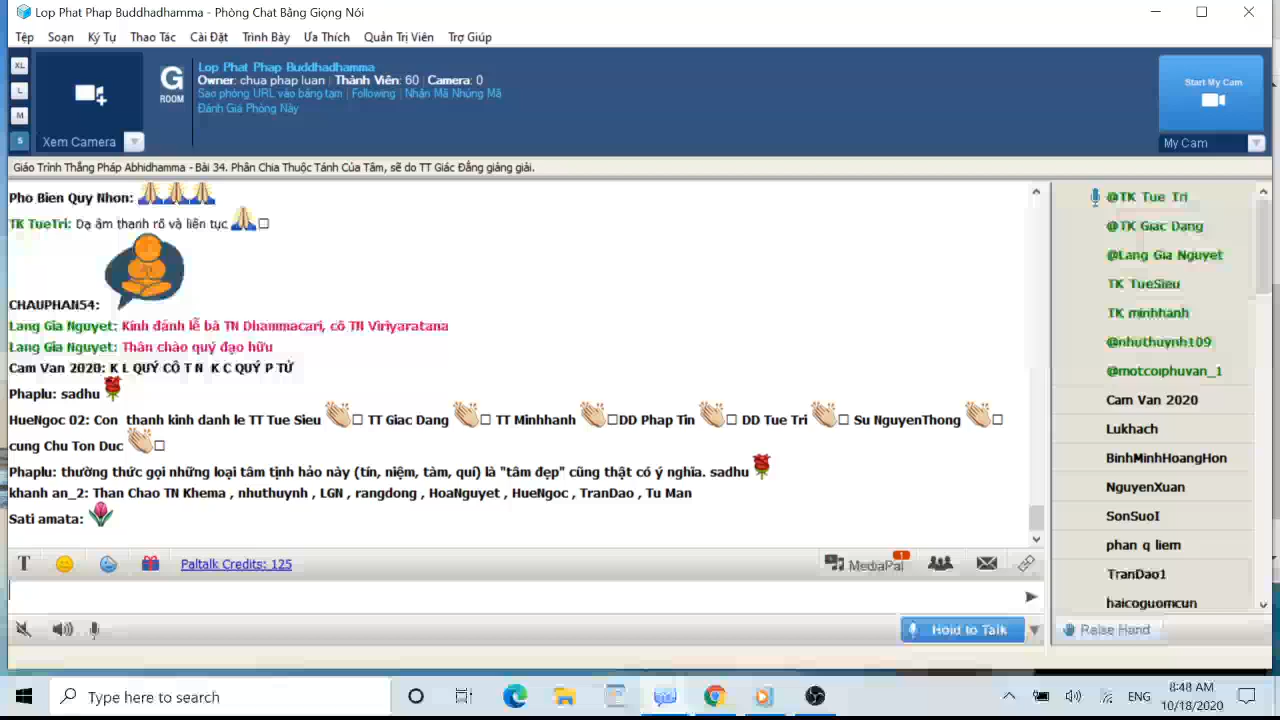 Lop Phat Phap Buddhadhamma - Phòng Chat Bằng Giọng Nói
Tệp Soạn Ký Tự Thao Tác Cài Đặt Trình Bày Ưa Thích Quản Trị Viên Trợ Giúp
XL
L
M
S
Xem Camera
G
ROOM
Lop Phat Phap Buddhadhamma
Owner: chua phap luan | Thành Viên: 60 | Camera: 0
Sao phòng URL vào bảng tạm | Following | Nhận Mã Nhúng Mã
Đánh Giá Phòng Này
Start My Cam
My Cam
Giáo Trình Thắng Pháp Abhidhamma - Bài 34. Phân Chia Thuộc Tánh Của Tâm, sẽ do TT Giác Đẳng giảng giải.
Pho Bien Quy Nhon:
TK TueTri: Dạ âm thanh rõ và liên tục
CHAUPHAN54:
Lang Gia Nguyet: Kính đảnh lễ bà TN Dhammacari, cô TN Viriyaratana
Lang Gia Nguyet: Thân chào quý đạo hữu
Cam Van 2020: K L QUÝ CÔ T N K C QUÝ P TỬ
Phaplu: sadhu
HueNgoc 02: Con thanh kinh danh le TT Tue Sieu TT Giac Dang TT Minhhanh DD Phap Tin DD Tue Tri Su NguyenThong
cung Chu Ton Duc
Phaplu: thường thức gọi những loại tâm tịnh hảo này (tín, niệm, tàm, quí) là "tâm đẹp" cũng thật có ý nghĩa. sadhu
khanh an_2: Than Chao TN Khema , nhuthuynh , LGN , rangdong , HoaNguyet , HueNgoc , TranDao , Tu Man
Sati amata:
T
Paltalk Credits: 125
MediaPal
1
Hold to Talk
@TK Tue Tri
@TK Giac Dang
@Lang Gia Nguyet
TK TueSieu
TK minhhanh
@nhuthuynh109
@motcoiphuvan_1
Cam Van 2020
Lukhach
BinhMinhHoangHon
NguyenXuan
SonSuoI
phan q liem
TranDao1
haicoguomcun
Raise Hand
Type here to search
ENG
8:48 AM
10/18/2020